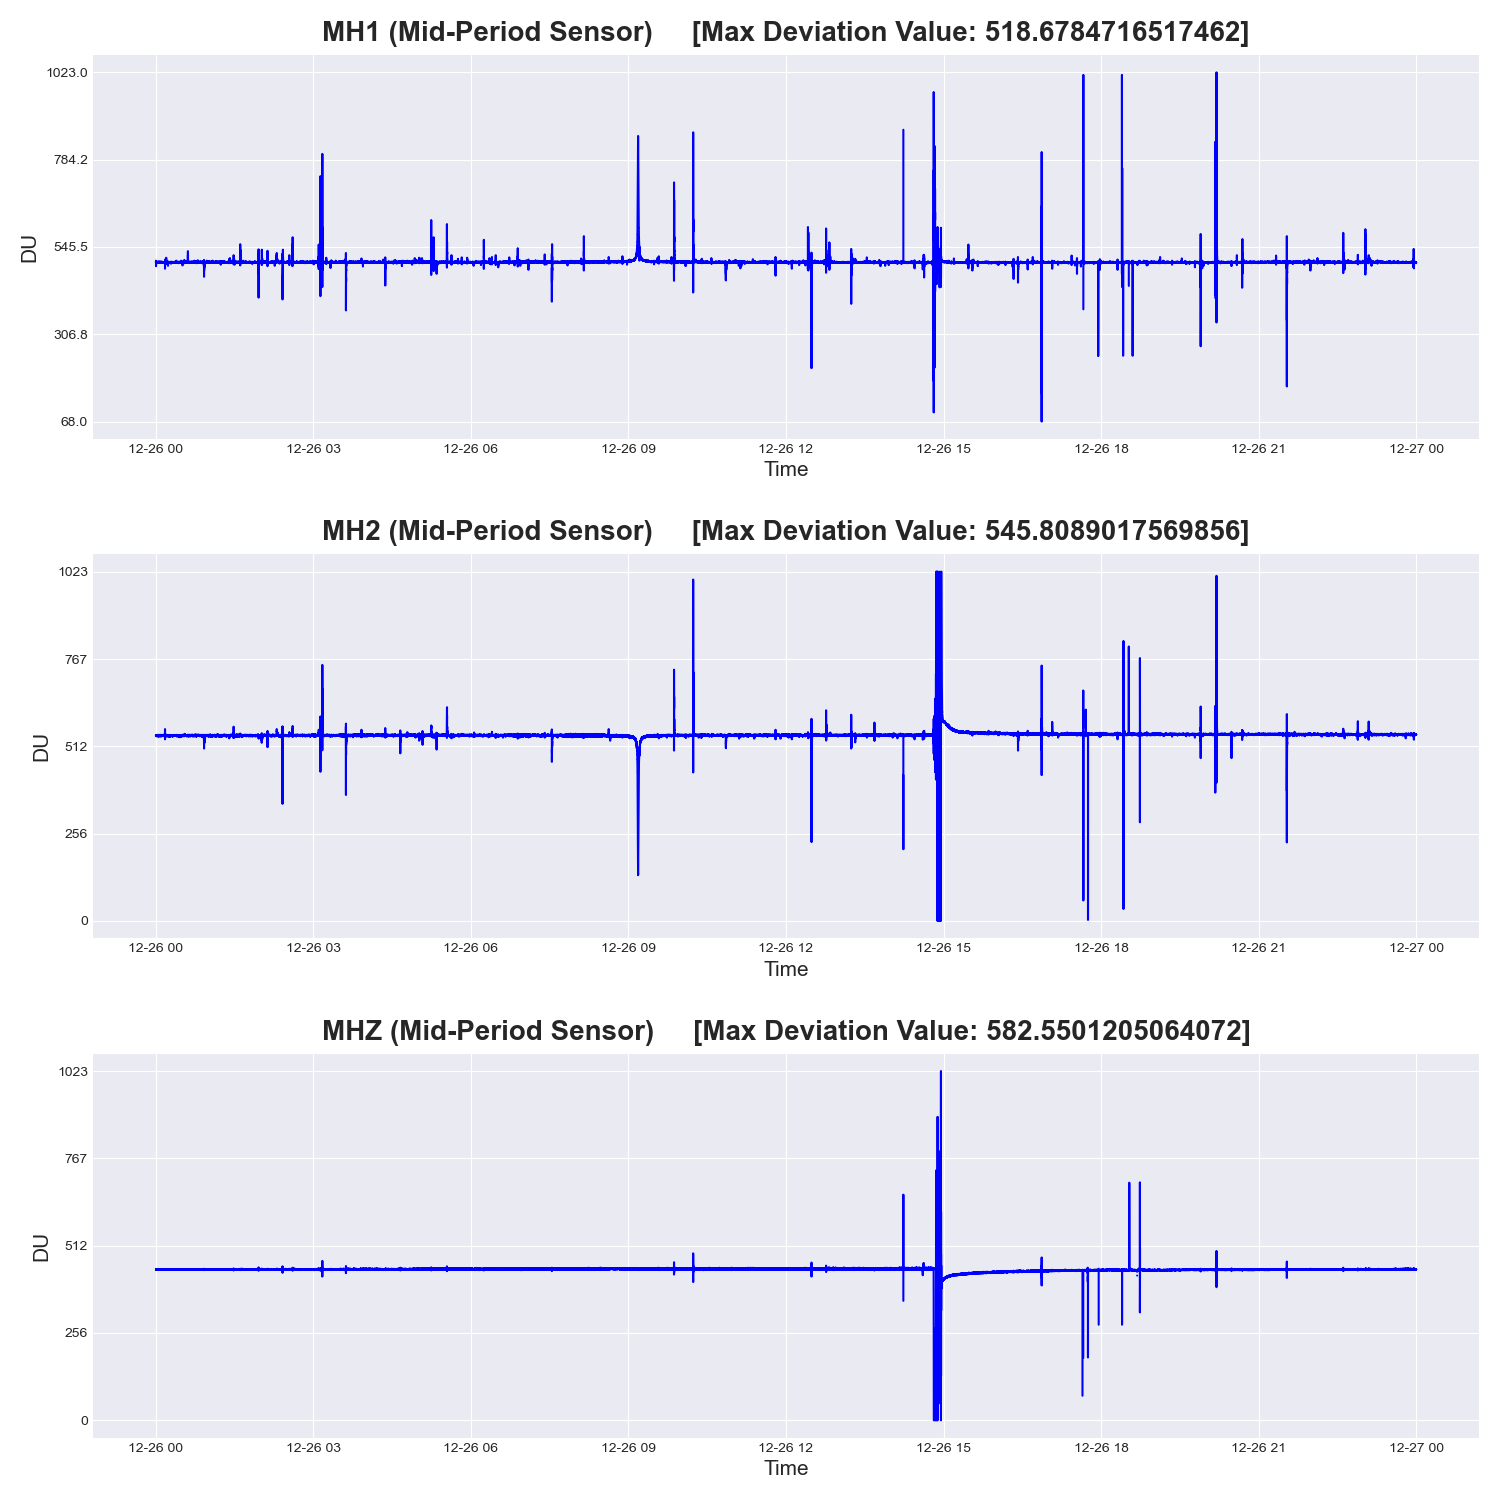 MH1 (Mid-Period Sensor) [Max Deviation Value: 518.6784716517462]
1023.0
784.2
545.5
306.8
68.0
DU
12-26 00 12-26 03 12-26 06 12-26 09 12-26 12 12-26 15 12-26 18 12-26 21 12-27 00
Time
MH2 (Mid-Period Sensor) [Max Deviation Value: 545.8089017569856]
1023
767
512
256
0
DU
12-26 00 12-26 03 12-26 06 12-26 09 12-26 12 12-26 15 12-26 18 12-26 21 12-27 00
Time
MHZ (Mid-Period Sensor) [Max Deviation Value: 582.5501205064072]
1023
767
512
256
0
DU
12-26 00 12-26 03 12-26 06 12-26 09 12-26 12 12-26 15 12-26 18 12-26 21 12-27 00
Time